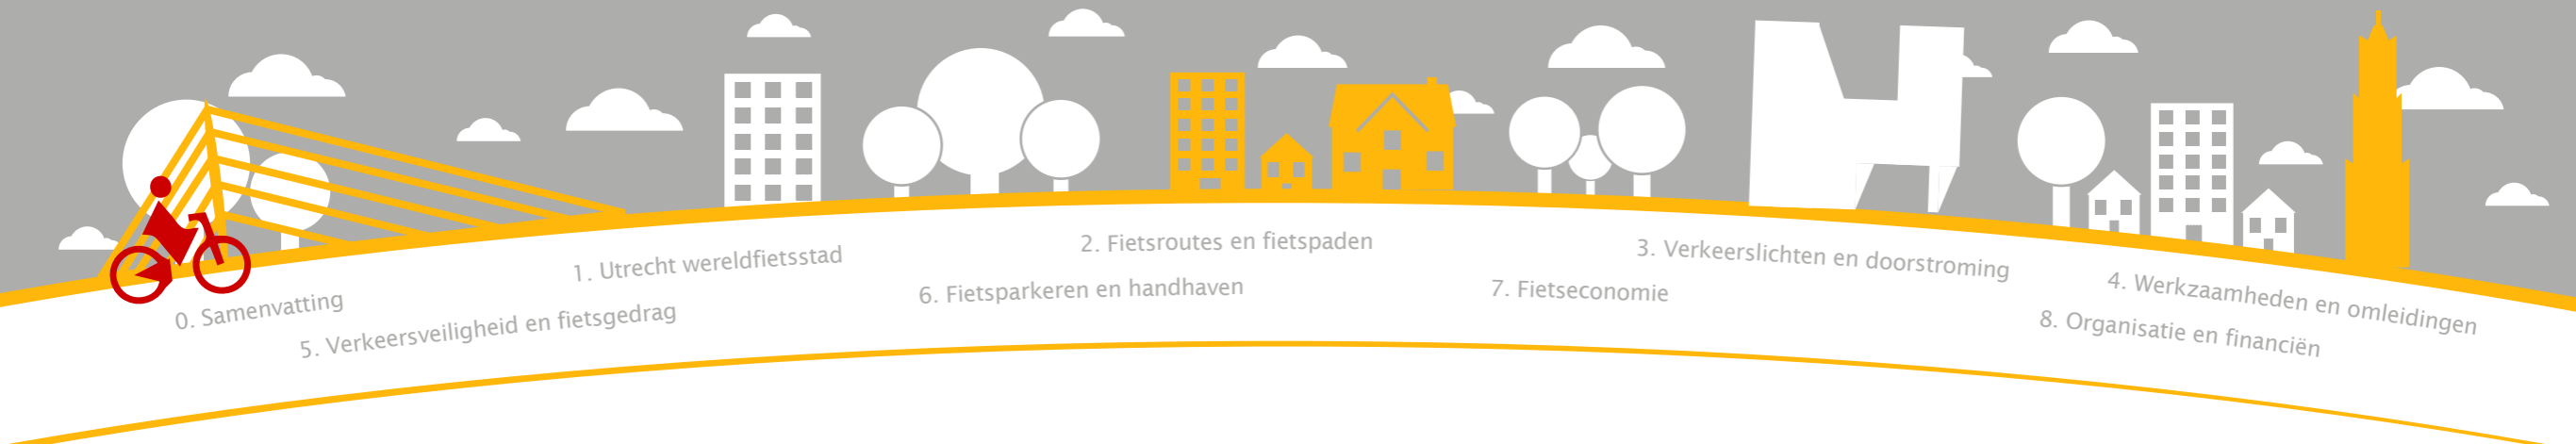 0. Samenvatting
1. Utrecht wereldfietsstad
2. Fietsroutes en fietspaden
3. Verkeerslichten en doorstroming
4. Werkzaamheden en omleidingen
5. Verkeersveiligheid en fietsgedrag
6. Fietsparkeren en handhaven
7. Fietseconomie
8. Organisatie en financiën